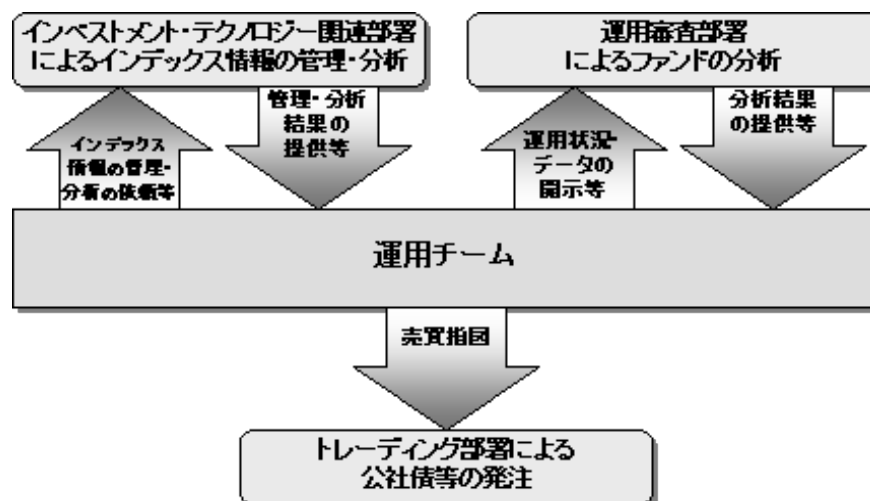 インベストメント・テクノロジー関連部署
によるインデックス情報の管理・分析
運用審査部署
によるファンドの分析
インデックス
情報の管理・
分析の依頼等
管理・分析
結果の
提供等
運用状況・
データの
開示等
分析結果
の提供等
運用チーム
売買指図
トレーディング部署による
公社債等の発注